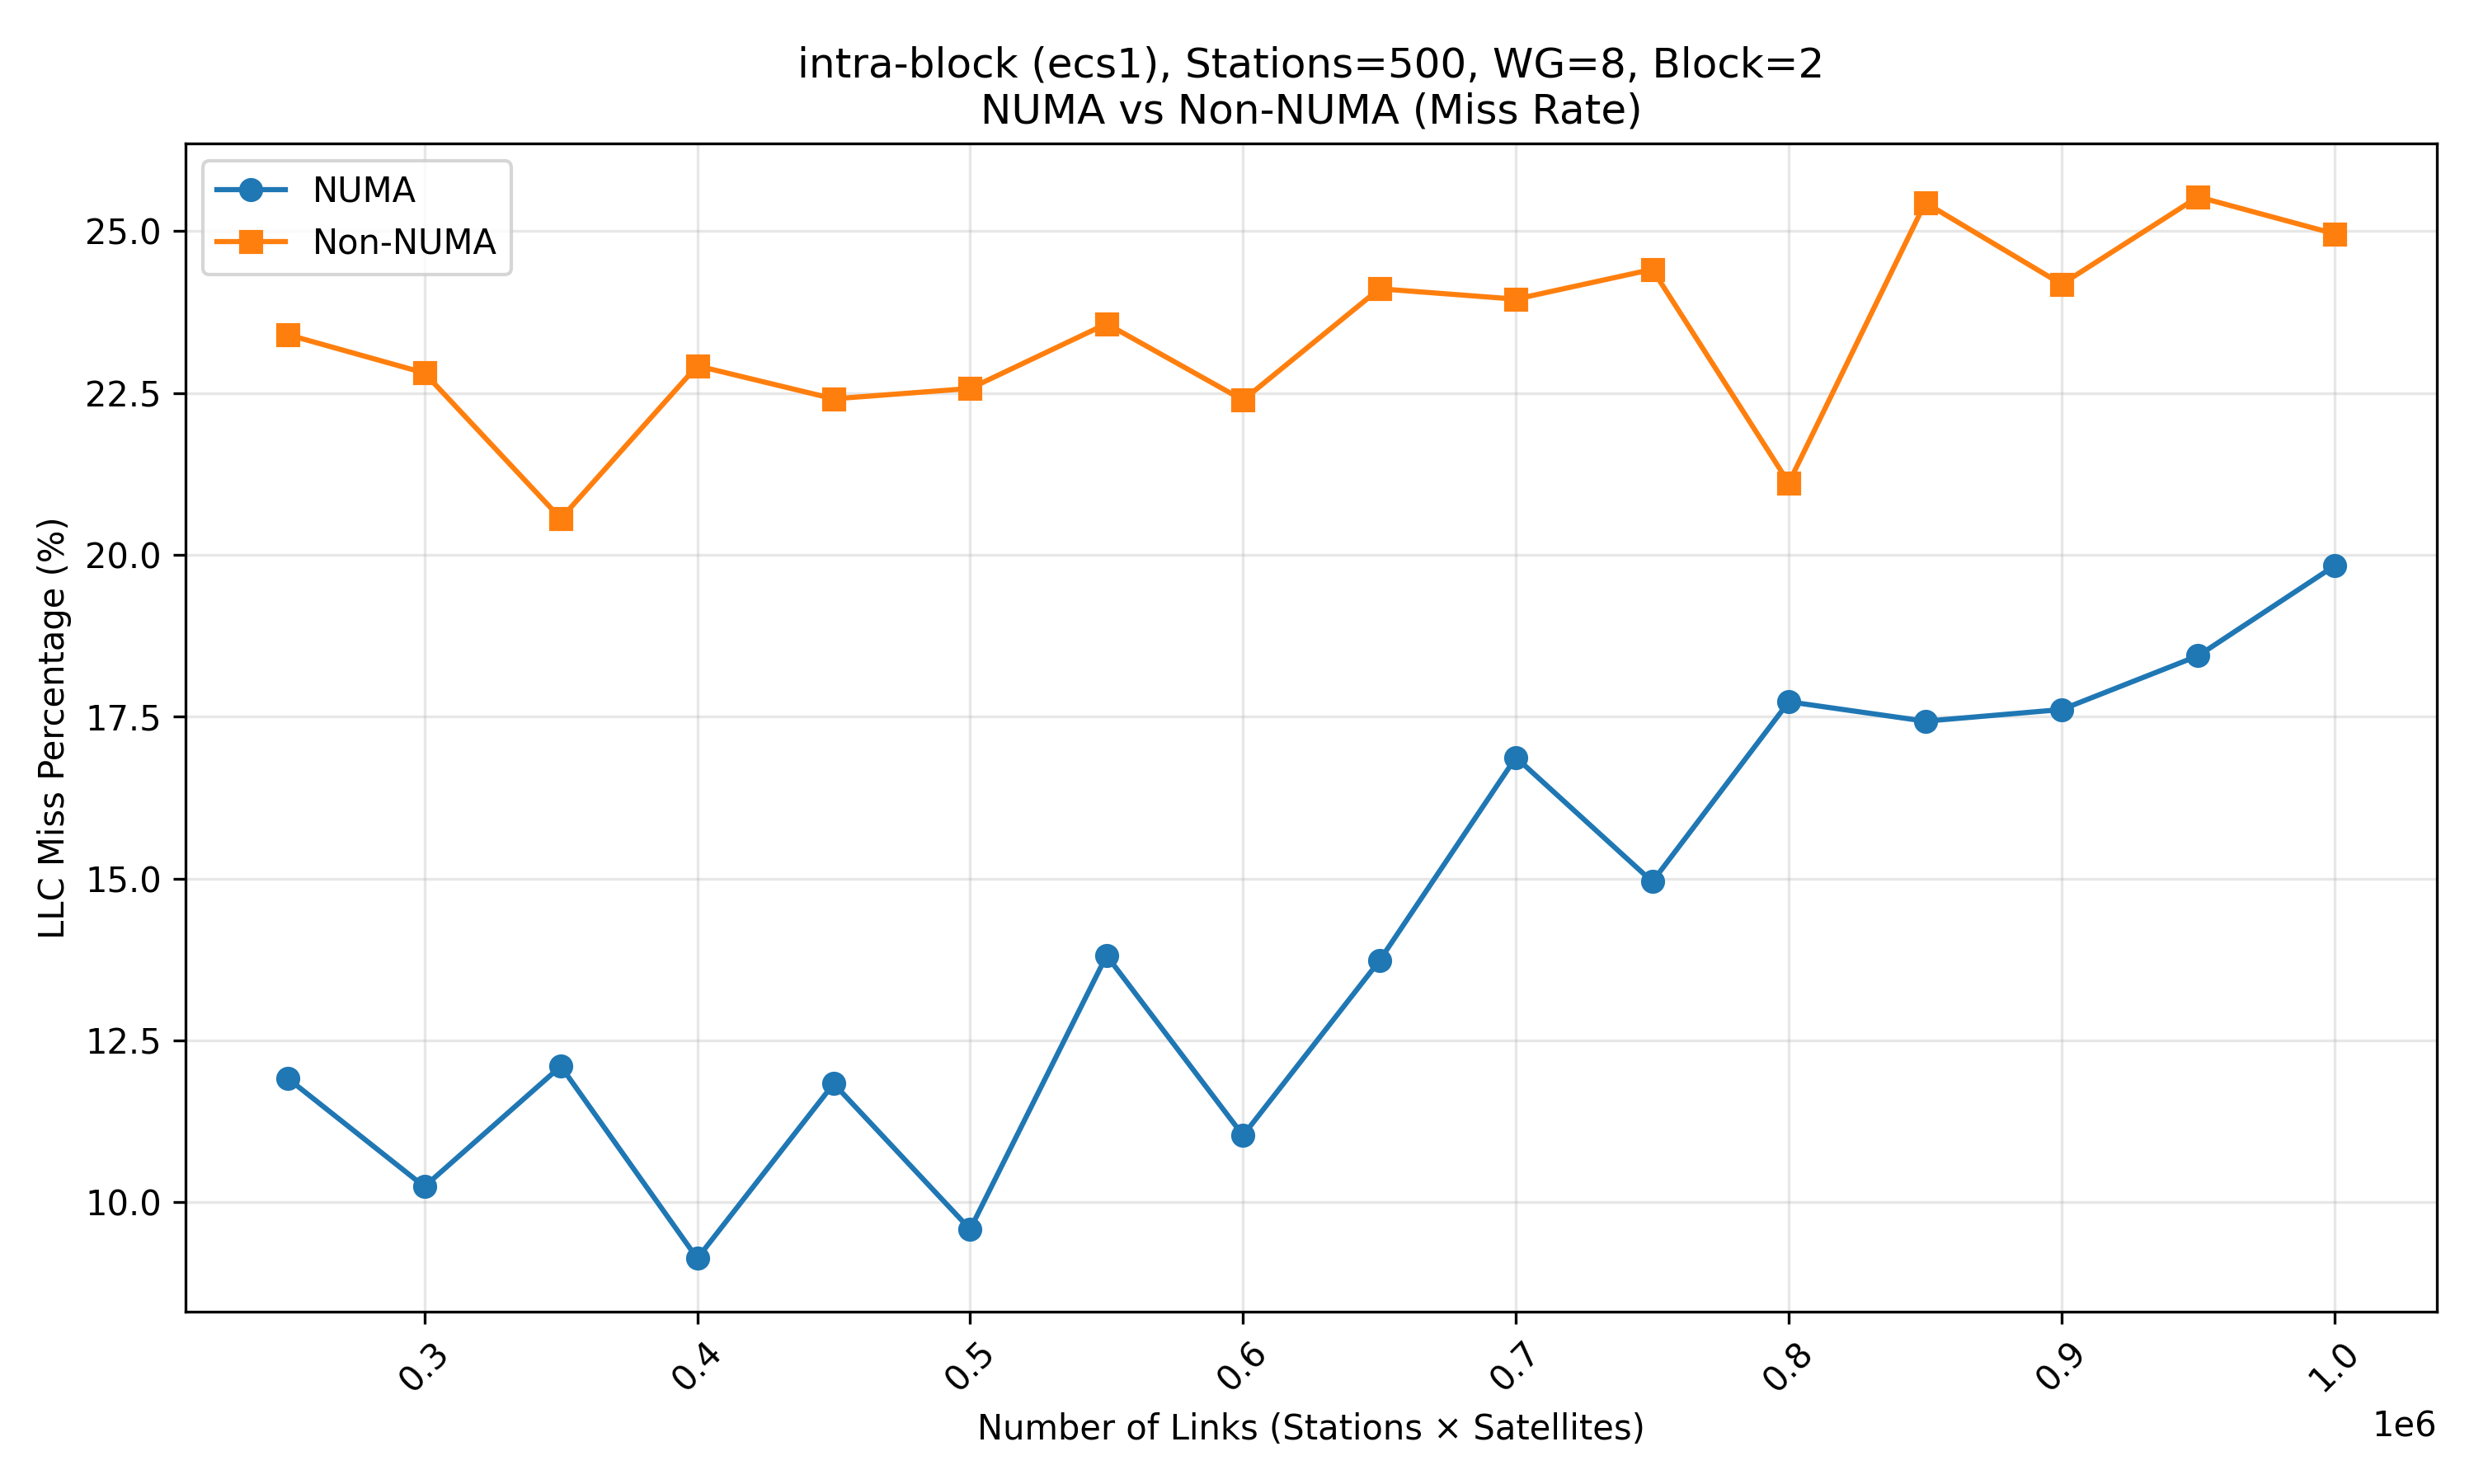 intra-block (ecs1), Stations=500, WG=8, Block=2
NUMA vs Non-NUMA (Miss Rate)
NUMA
Non-NUMA
LLC Miss Percentage (%)
25.0
22.5
20.0
17.5
15.0
12.5
10.0
0.3
0.4
0.5
0.6
0.7
0.8
0.9
1.0
1e6
Number of Links (Stations × Satellites)